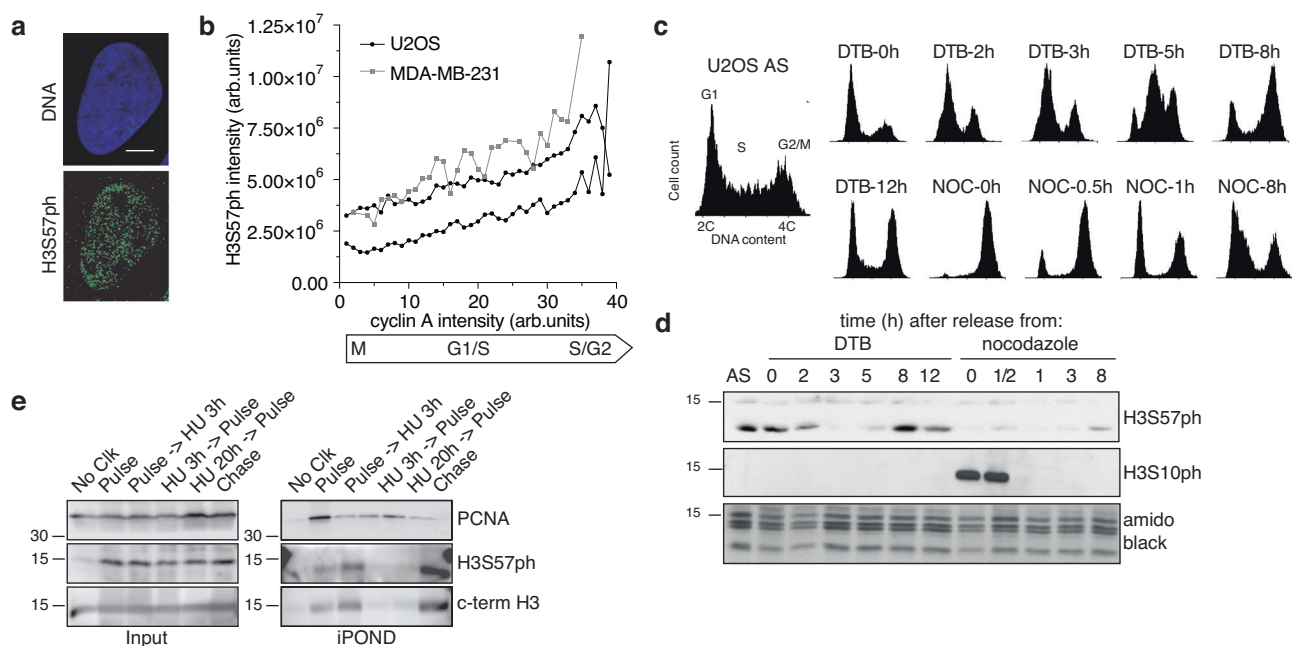 a
DNA
H3S57ph
b
H3S57ph intensity (arb.units)
1.25×10⁷
1.00×10⁷
7.50×10⁶
5.00×10⁶
2.50×10⁶
0.00
U2OS
MDA-MB-231
0 10 20 30 40
cyclin A intensity (arb.units)
M G1/S S/G2
c
U2OS AS
G1
S
G2/M
Cell count
2C 4C
DNA content
DTB-0h DTB-2h DTB-3h DTB-5h DTB-8h
DTB-12h NOC-0h NOC-0.5h NOC-1h NOC-8h
d
time (h) after release from:
DTB nocodazole
AS 0 2 3 5 8 12 0 1/2 1 3 8
15 H3S57ph
15 H3S10ph
15 amido
black
e
No Clk
Pulse
Pulse -> HU 3h
HU 3h -> Pulse
HU 20h -> Pulse
Chase
No Clk
Pulse
Pulse -> HU 3h
HU 3h -> Pulse
HU 20h -> Pulse
Chase
30 30 PCNA
15 15 H3S57ph
15 15 c-term H3
Input iPOND